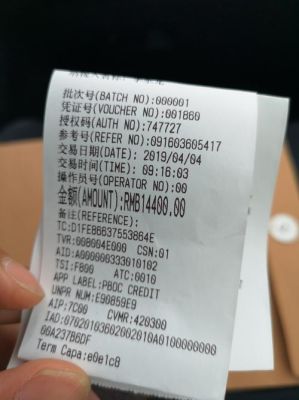 批次号(BATCH NO):000001
凭证号(VOUCHER NO):001860
授权码(AUTH NO):747727
参考号(REFER NO):091603605417
交易日期(DATE): 2019/04/04
交易时间(TIME): 09:16:03
操作员号(OPERATOR NO):00
金额(AMOUNT):RMB14400.00
备注(REFERENCE):
TC:D1FE86637553864E
TVR:008004E000 CSN:01
AID:A000000333010102
TSI:F800 ATC:0010
APP LABEL:PBOC CREDIT
UNPR NUM:E90859E9
AIP:7C00 CVMR:420300
IAD:07020103602002010A0100000000
00A237B6DF
Term Capa:e0e1c8